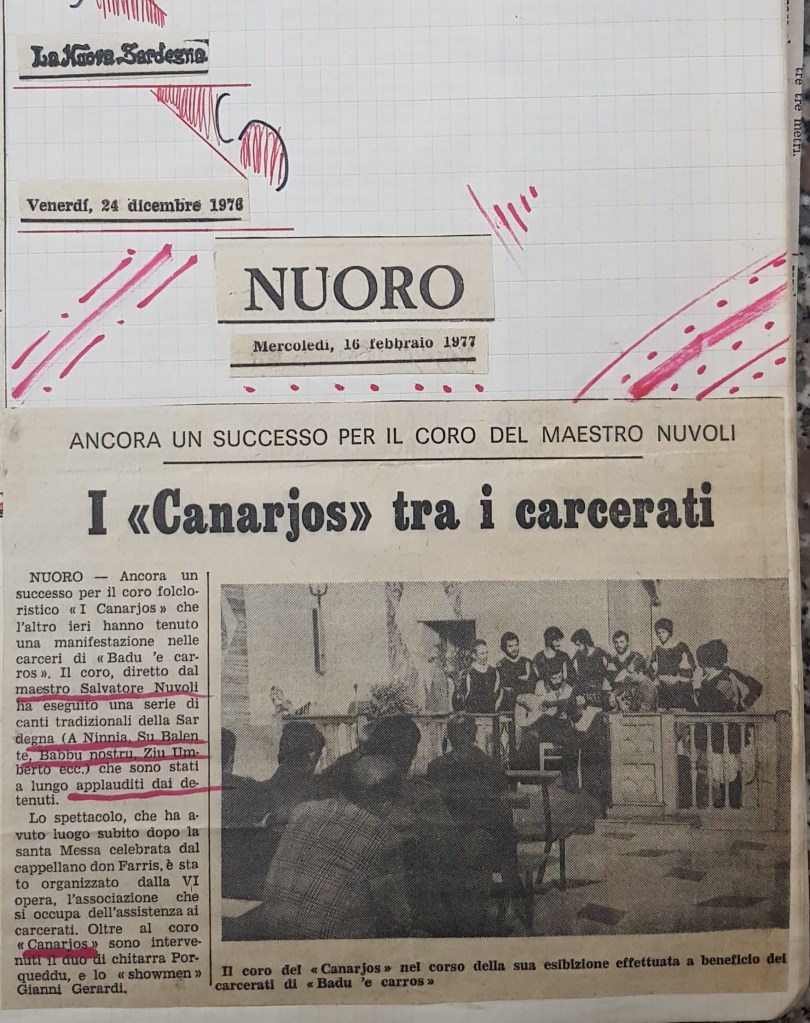 La Nuova Sardegna
Venerdí, 24 dicembre 1976
tre tre metri.
NUORO
Mercoledí, 16 febbraio 1977
ANCORA UN SUCCESSO PER IL CORO DEL MAESTRO NUVOLI
I «Canarjos» tra i carcerati
NUORO — Ancora un
successo per il coro folclo-
ristico «I Canarjos» che
l'altro ieri hanno tenuto
una manifestazione nelle
carceri di «Badu 'e car-
ros». Il coro, diretto dal
maestro Salvatore Nuvoli
ha eseguito una serie di
canti tradizionali della Sar
degna (A Ninnia, Su Balen
te, Babbu nostru, Ziu Um-
berto ecc.) che sono stati
a lungo applauditi dai de-
tenuti.
Lo spettacolo, che ha a-
vuto luogo subito dopo la
santa Messa celebrata dal
cappellano don Farris, è sta
to organizzato dalla VI
opera, l'associazione che
si occupa dell'assistenza ai
carcerati. Oltre al coro
«Canarjos» sono interve-
nuti il duo di chitarra Por-
queddu, e lo «showmen»
Gianni Gerardi.
Il coro dei «Canarjos» nel corso della sua esibizione effettuata a beneficio dei
carcerati di «Badu 'e carros»